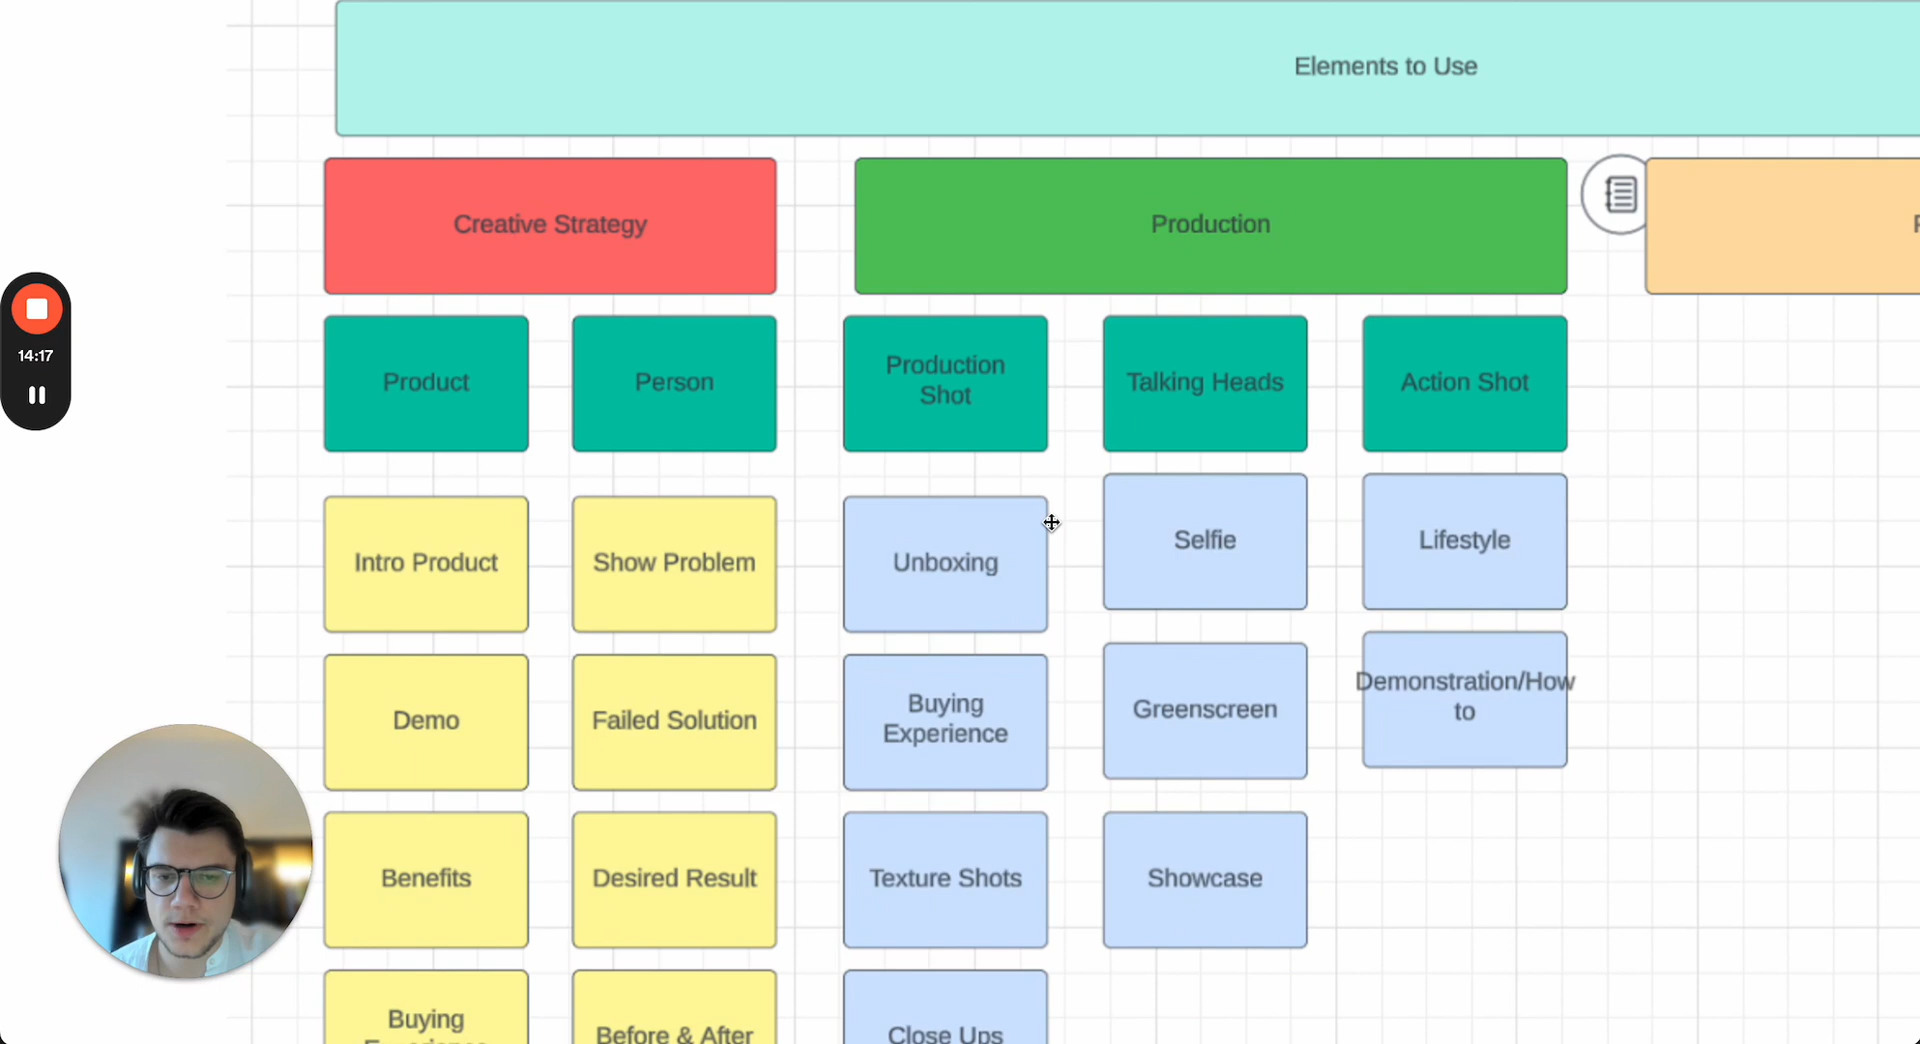 Elements to Use
Creative Strategy
Production
14:17
Product
Person
Production
Shot
Talking Heads
Action Shot
Intro Product
Show Problem
Unboxing
Selfie
Lifestyle
Demo
Failed Solution
Buying
Experience
Greenscreen
Demonstration/How
to
Benefits
Desired Result
Texture Shots
Showcase
Buying
Experience
Before & After
Close Ups